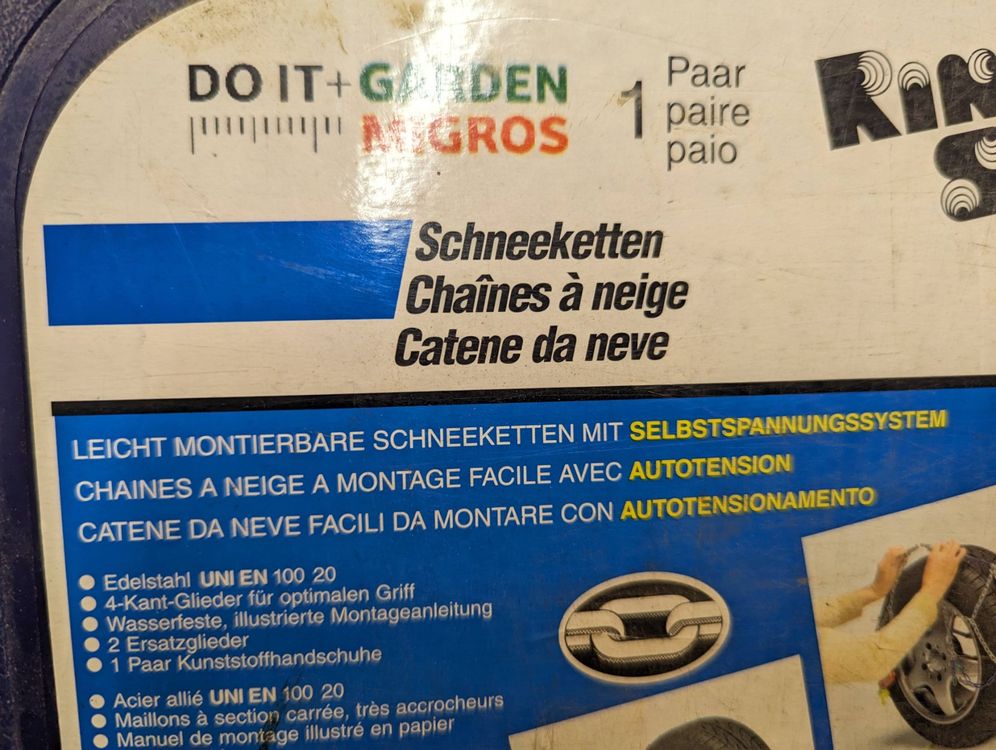 DO IT + GARDEN
MIGROS
1
Paar
paire
paio
Schneeketten
Chaînes à neige
Catene da neve
LEICHT MONTIERBARE SCHNEEKETTEN MIT SELBSTSPANNUNGSSYSTEM
CHAINES A NEIGE A MONTAGE FACILE AVEC AUTOTENSION
CATENE DA NEVE FACILI DA MONTARE CON AUTOTENSIONAMENTO
● Edelstahl UNI EN 100 20
● 4-Kant-Glieder für optimalen Griff
● Wasserfeste, illustrierte Montageanleitung
● 2 Ersatzglieder
● 1 Paar Kunststoffhandschuhe
● Acier allié UNI EN 100 20
● Maillons à section carrée, très accrocheurs
● Manuel de montage illustré en papier